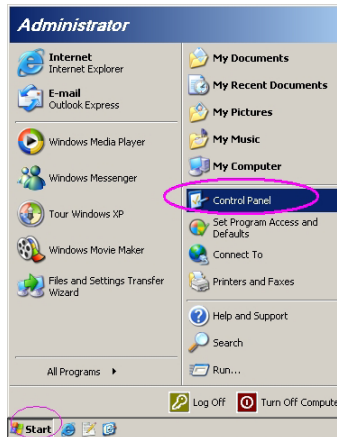 Administrator
Internet
Internet Explorer
E-mail
Outlook Express
Windows Media Player
Windows Messenger
Tour Windows XP
Windows Movie Maker
Files and Settings Transfer
Wizard
All Programs
My Documents
My Recent Documents
My Pictures
My Music
My Computer
Control Panel
Set Program Access and
Defaults
Connect To
Printers and Faxes
Help and Support
Search
Run...
Log Off
Turn Off Compute
Start